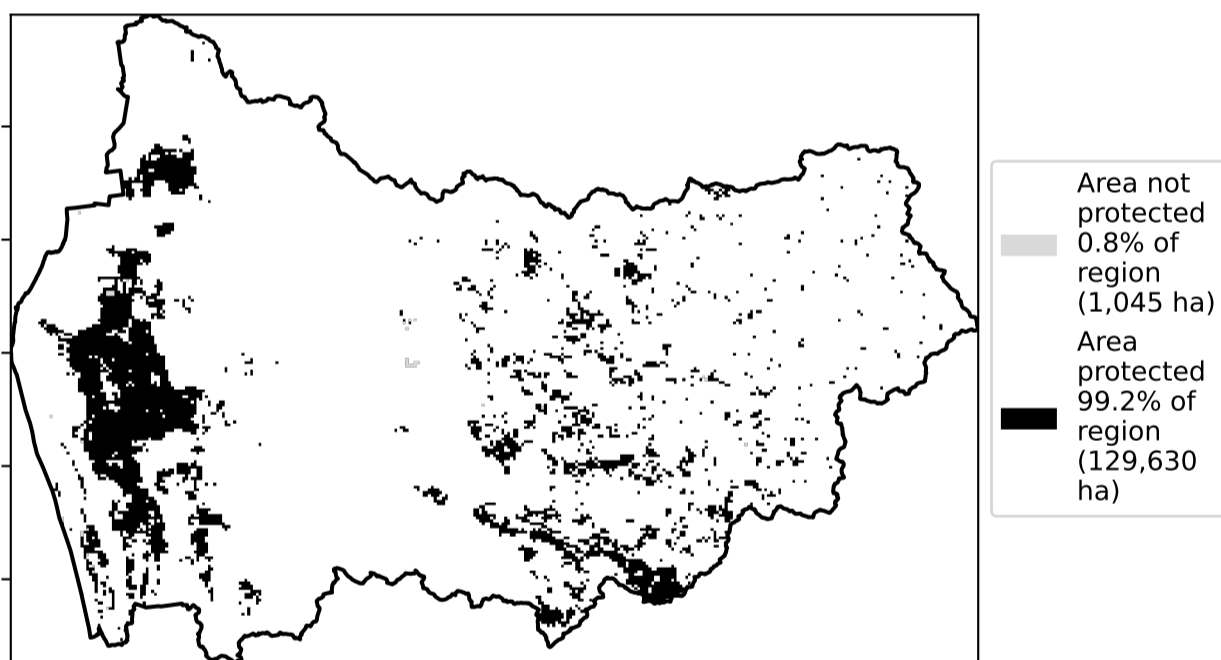 Area not
protected
0.8% of
region
(1,045 ha)
Area
protected
99.2% of
region
(129,630
ha)